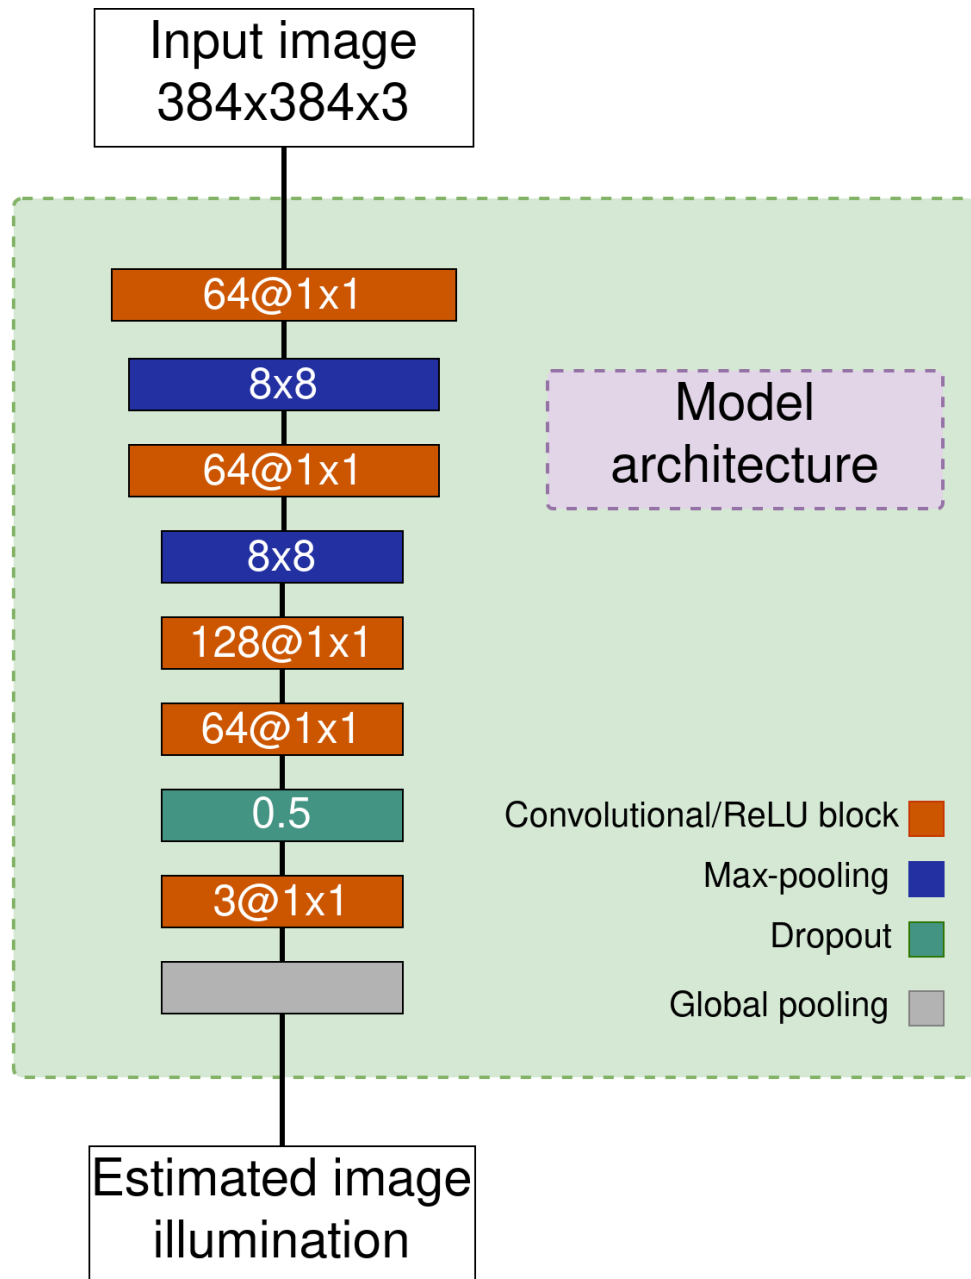 Input image
384x384x3
64@1x1
8x8
64@1x1
8x8
128@1x1
64@1x1
0.5
3@1x1
Model
architecture
Convolutional/ReLU block
Max-pooling
Dropout
Global pooling
Estimated image
illumination